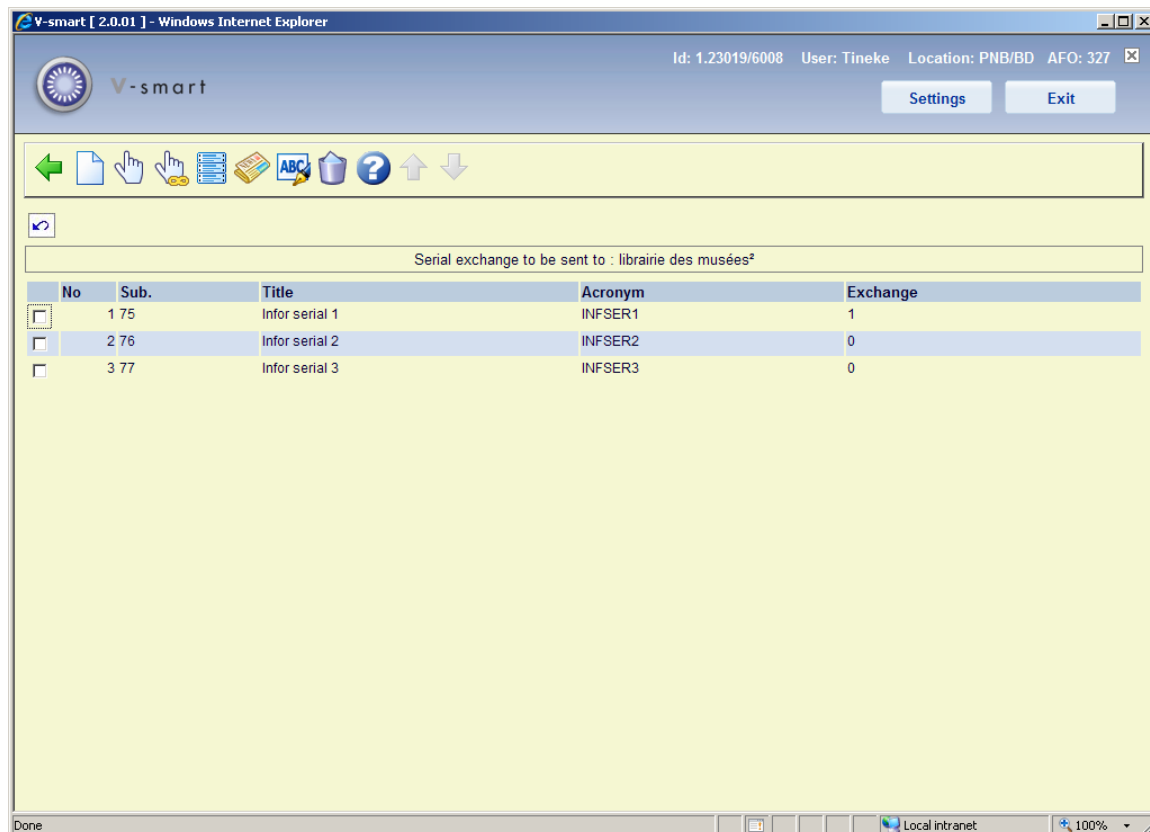 V-smart [ 2.0.01 ] - Windows Internet Explorer
Id: 1.23019/6008 User: Tineke Location: PNB/BD AFO: 327
V-smart
Settings Exit
ABC
Serial exchange to be sent to : librairie des musées²
No Sub. Title Acronym Exchange
1 75 Infor serial 1 INFSER1 1
2 76 Infor serial 2 INFSER2 0
3 77 Infor serial 3 INFSER3 0
Done Local intranet 100%